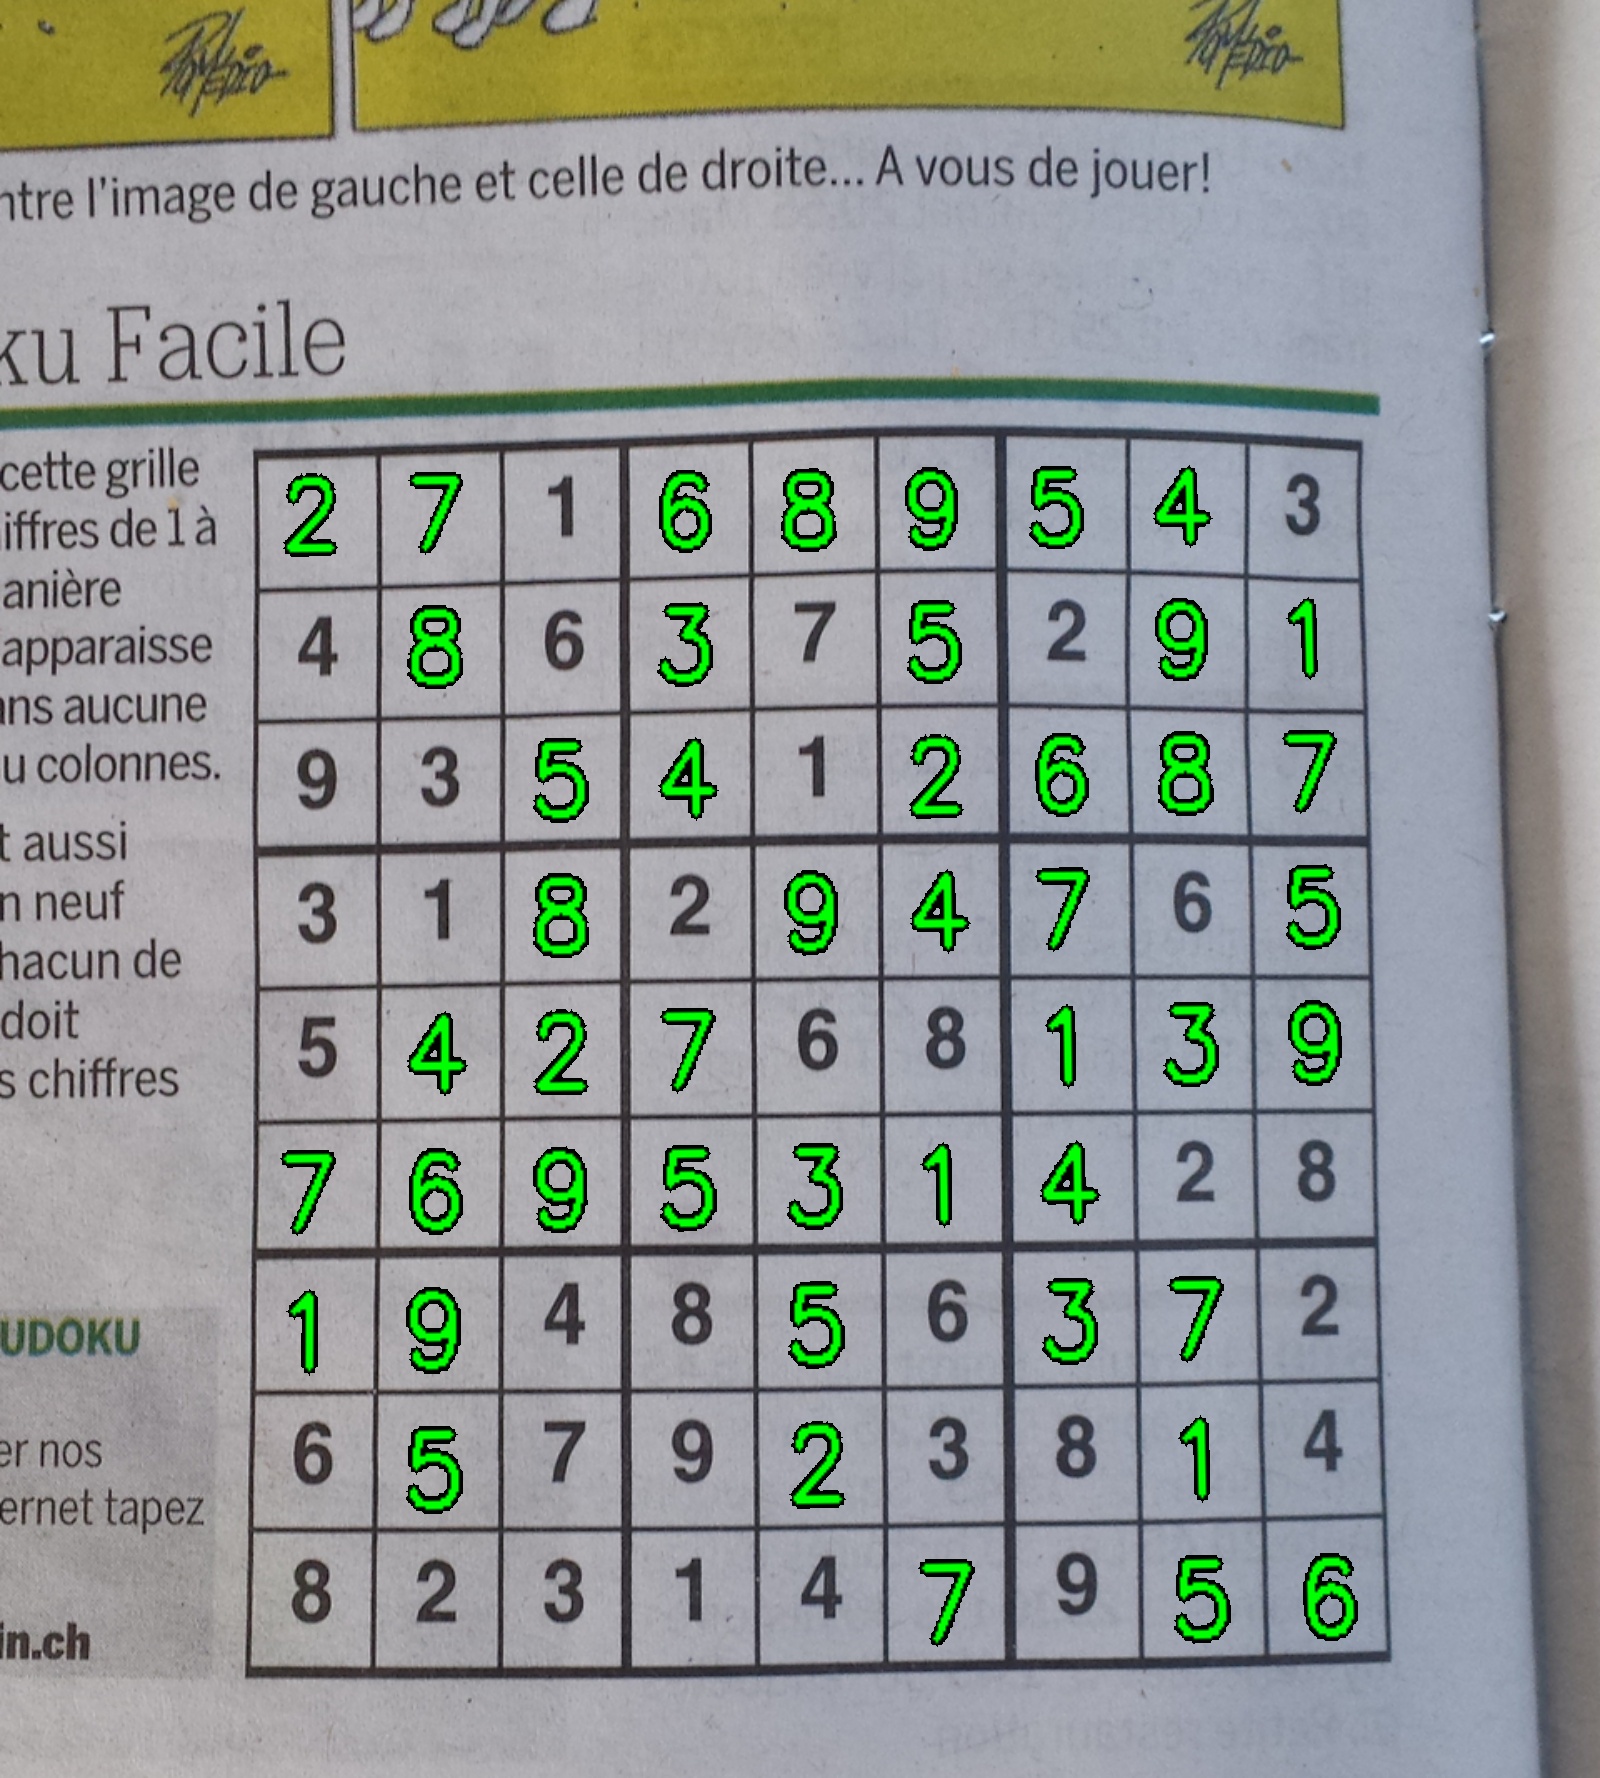 ntre l'image de gauche et celle de droite... A vous de jouer!
ku Facile
cette grille
iffres de 1 à
anière
'apparaisse
ans aucune
u colonnes.
t aussi
n neuf
hacun de
doit
s chiffres
UDOKU
er nos
ernet tapez
in.ch
2 7 1 6 8 9 5 4 3
4 8 6 3 7 5 2 9 1
9 3 5 4 1 2 6 8 7
3 1 8 2 9 4 7 6 5
5 4 2 7 6 8 1 3 9
7 6 9 5 3 1 4 2 8
1 9 4 8 5 6 3 7 2
6 5 7 9 2 3 8 1 4
8 2 3 1 4 7 9 5 6